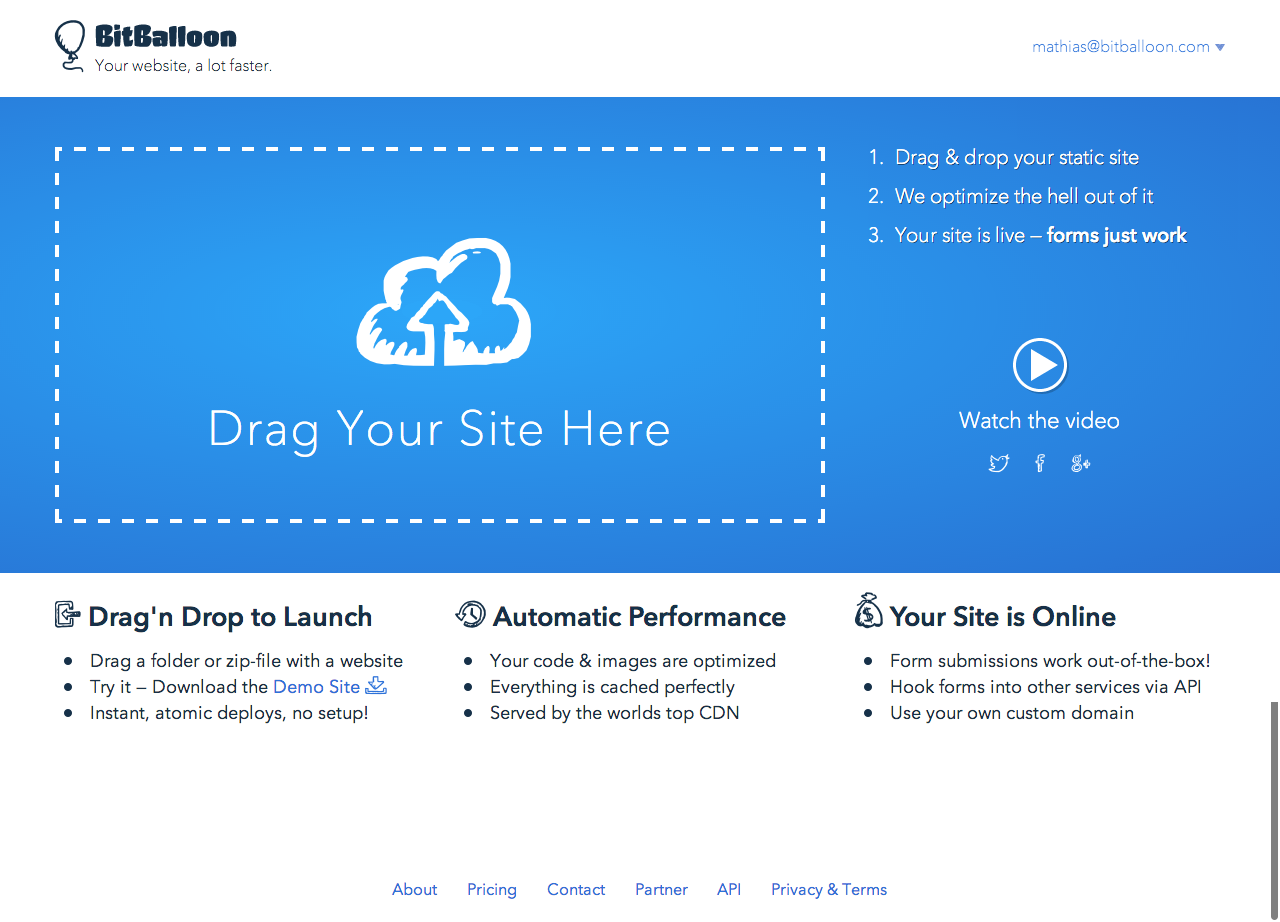 BitBalloon
Your website, a lot faster.
mathias@bitballoon.com
Drag Your Site Here
1. Drag & drop your static site
2. We optimize the hell out of it
3. Your site is live – forms just work
Watch the video
Drag'n Drop to Launch
• Drag a folder or zip-file with a website
• Try it – Download the Demo Site
• Instant, atomic deploys, no setup!
Automatic Performance
• Your code & images are optimized
• Everything is cached perfectly
• Served by the worlds top CDN
Your Site is Online
• Form submissions work out-of-the-box!
• Hook forms into other services via API
• Use your own custom domain
About Pricing Contact Partner API Privacy & Terms